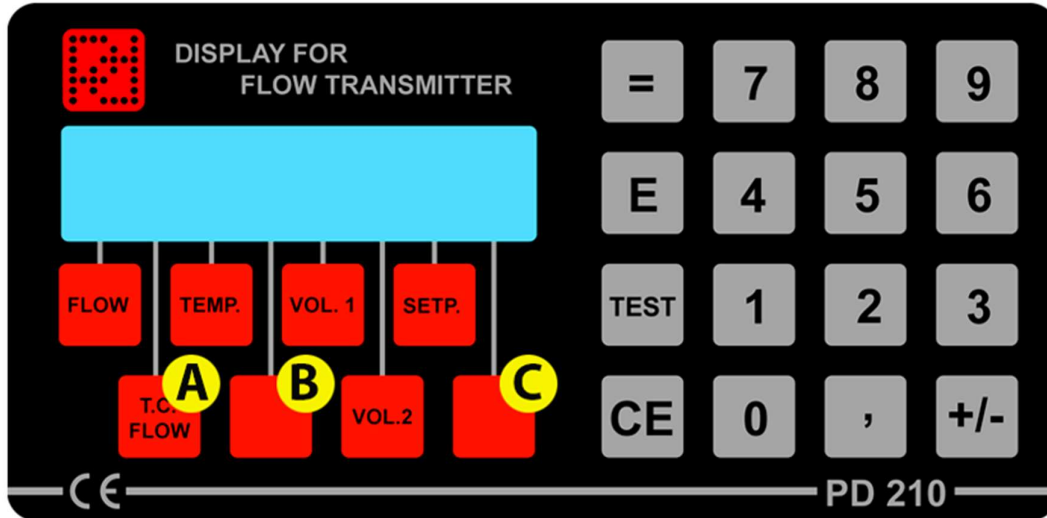 DISPLAY FOR
FLOW TRANSMITTER
= 7 8 9
E 4 5 6
FLOW TEMP. VOL. 1 SETP.
TEST 1 2 3
A B C
T.C.
FLOW VOL.2
CE 0 , +/-
CE PD 210